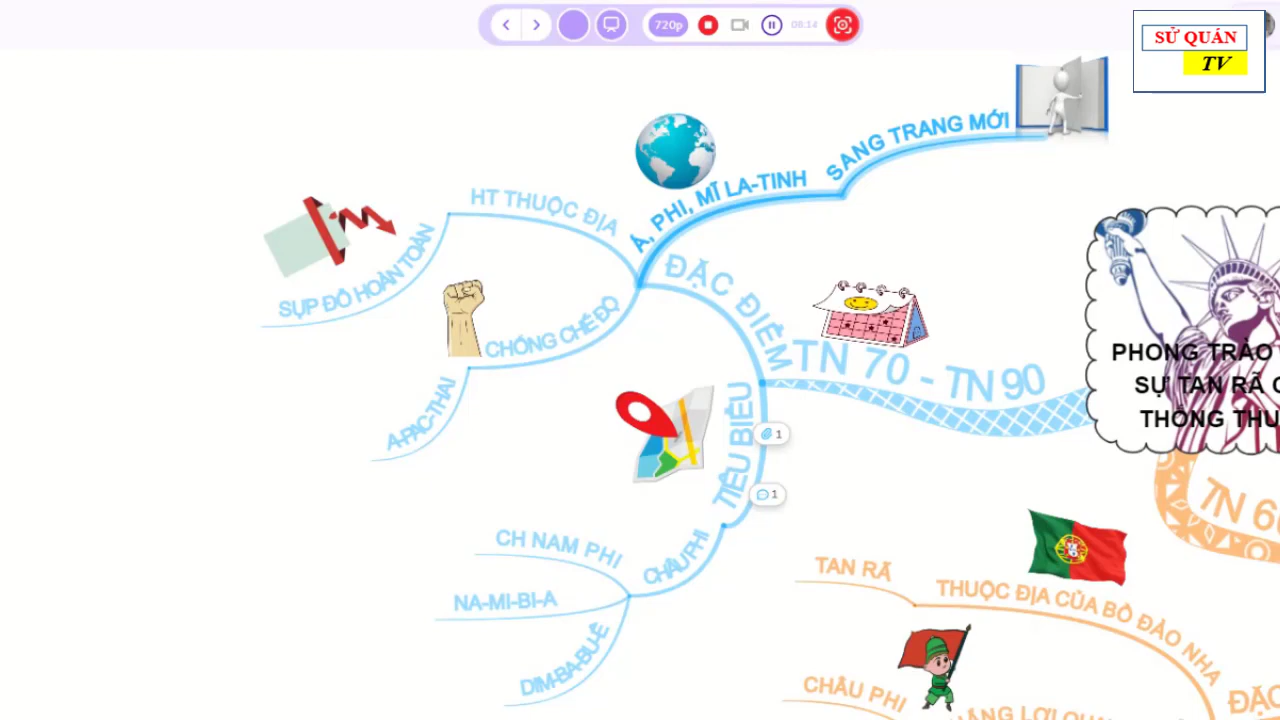 720p
08:14
SỬ QUÁN
TV
SANG TRANG MỚI
Á, PHI, MĨ LA-TINH
HT THUỘC ĐỊA
SỤP ĐỔ HOÀN TOÀN
ĐẶC ĐIỂM
CHỐNG CHẾ ĐỘ
A-PAC-THAI
TN 70 - TN 90
PHONG TRÀO
SỰ TAN RÃ
THỐNG THU
TIÊU BIỂU
1
1
CHÂU PHI
CH NAM PHI
NA-MI-BI-A
DIM-BA-BU-Ê
TN 60
TAN RÃ
THUỘC ĐỊA CỦA BỒ ĐÀO NHA
CHÂU PHI
ĐẶC